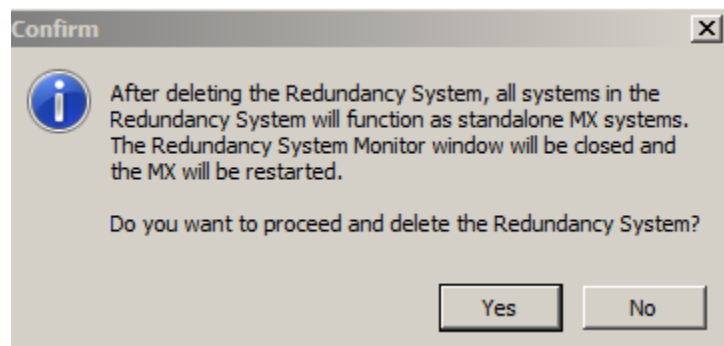 Confirm
After deleting the Redundancy System, all systems in the
Redundancy System will function as standalone MX systems.
The Redundancy System Monitor window will be closed and
the MX will be restarted.
Do you want to proceed and delete the Redundancy System?
Yes
No